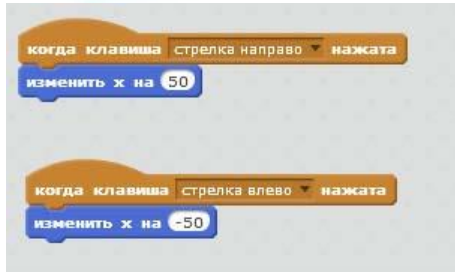 когда клавиша стрелка направо нажата
изменить x на 50
когда клавиша стрелка влево нажата
изменить x на -50